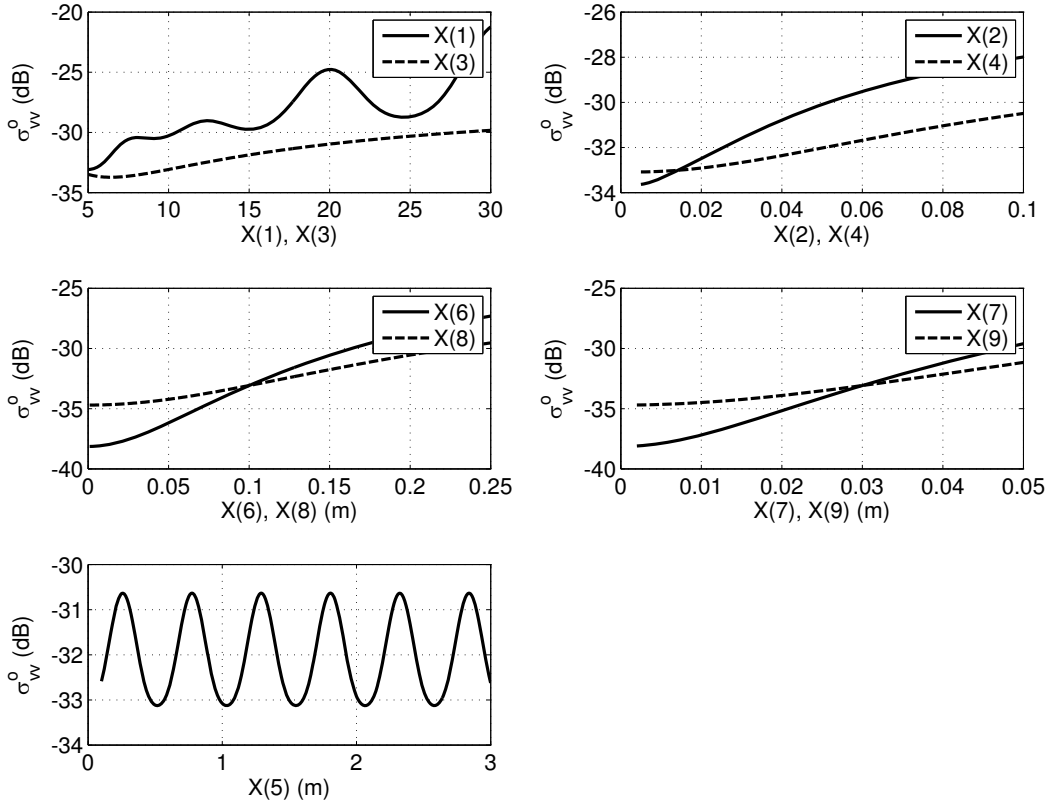 -20
-25
-30
-35
σ°vv (dB)
X(1)
X(3)
5 10 15 20 25 30
X(1), X(3)
-26
-28
-30
-32
-34
σ°vv (dB)
X(2)
X(4)
0 0.02 0.04 0.06 0.08 0.1
X(2), X(4)
-25
-30
-35
-40
σ°vv (dB)
X(6)
X(8)
0 0.05 0.1 0.15 0.2 0.25
X(6), X(8) (m)
-25
-30
-35
-40
σ°vv (dB)
X(7)
X(9)
0 0.01 0.02 0.03 0.04 0.05
X(7), X(9) (m)
-30
-31
-32
-33
-34
σ°vv (dB)
0 1 2 3
X(5) (m)